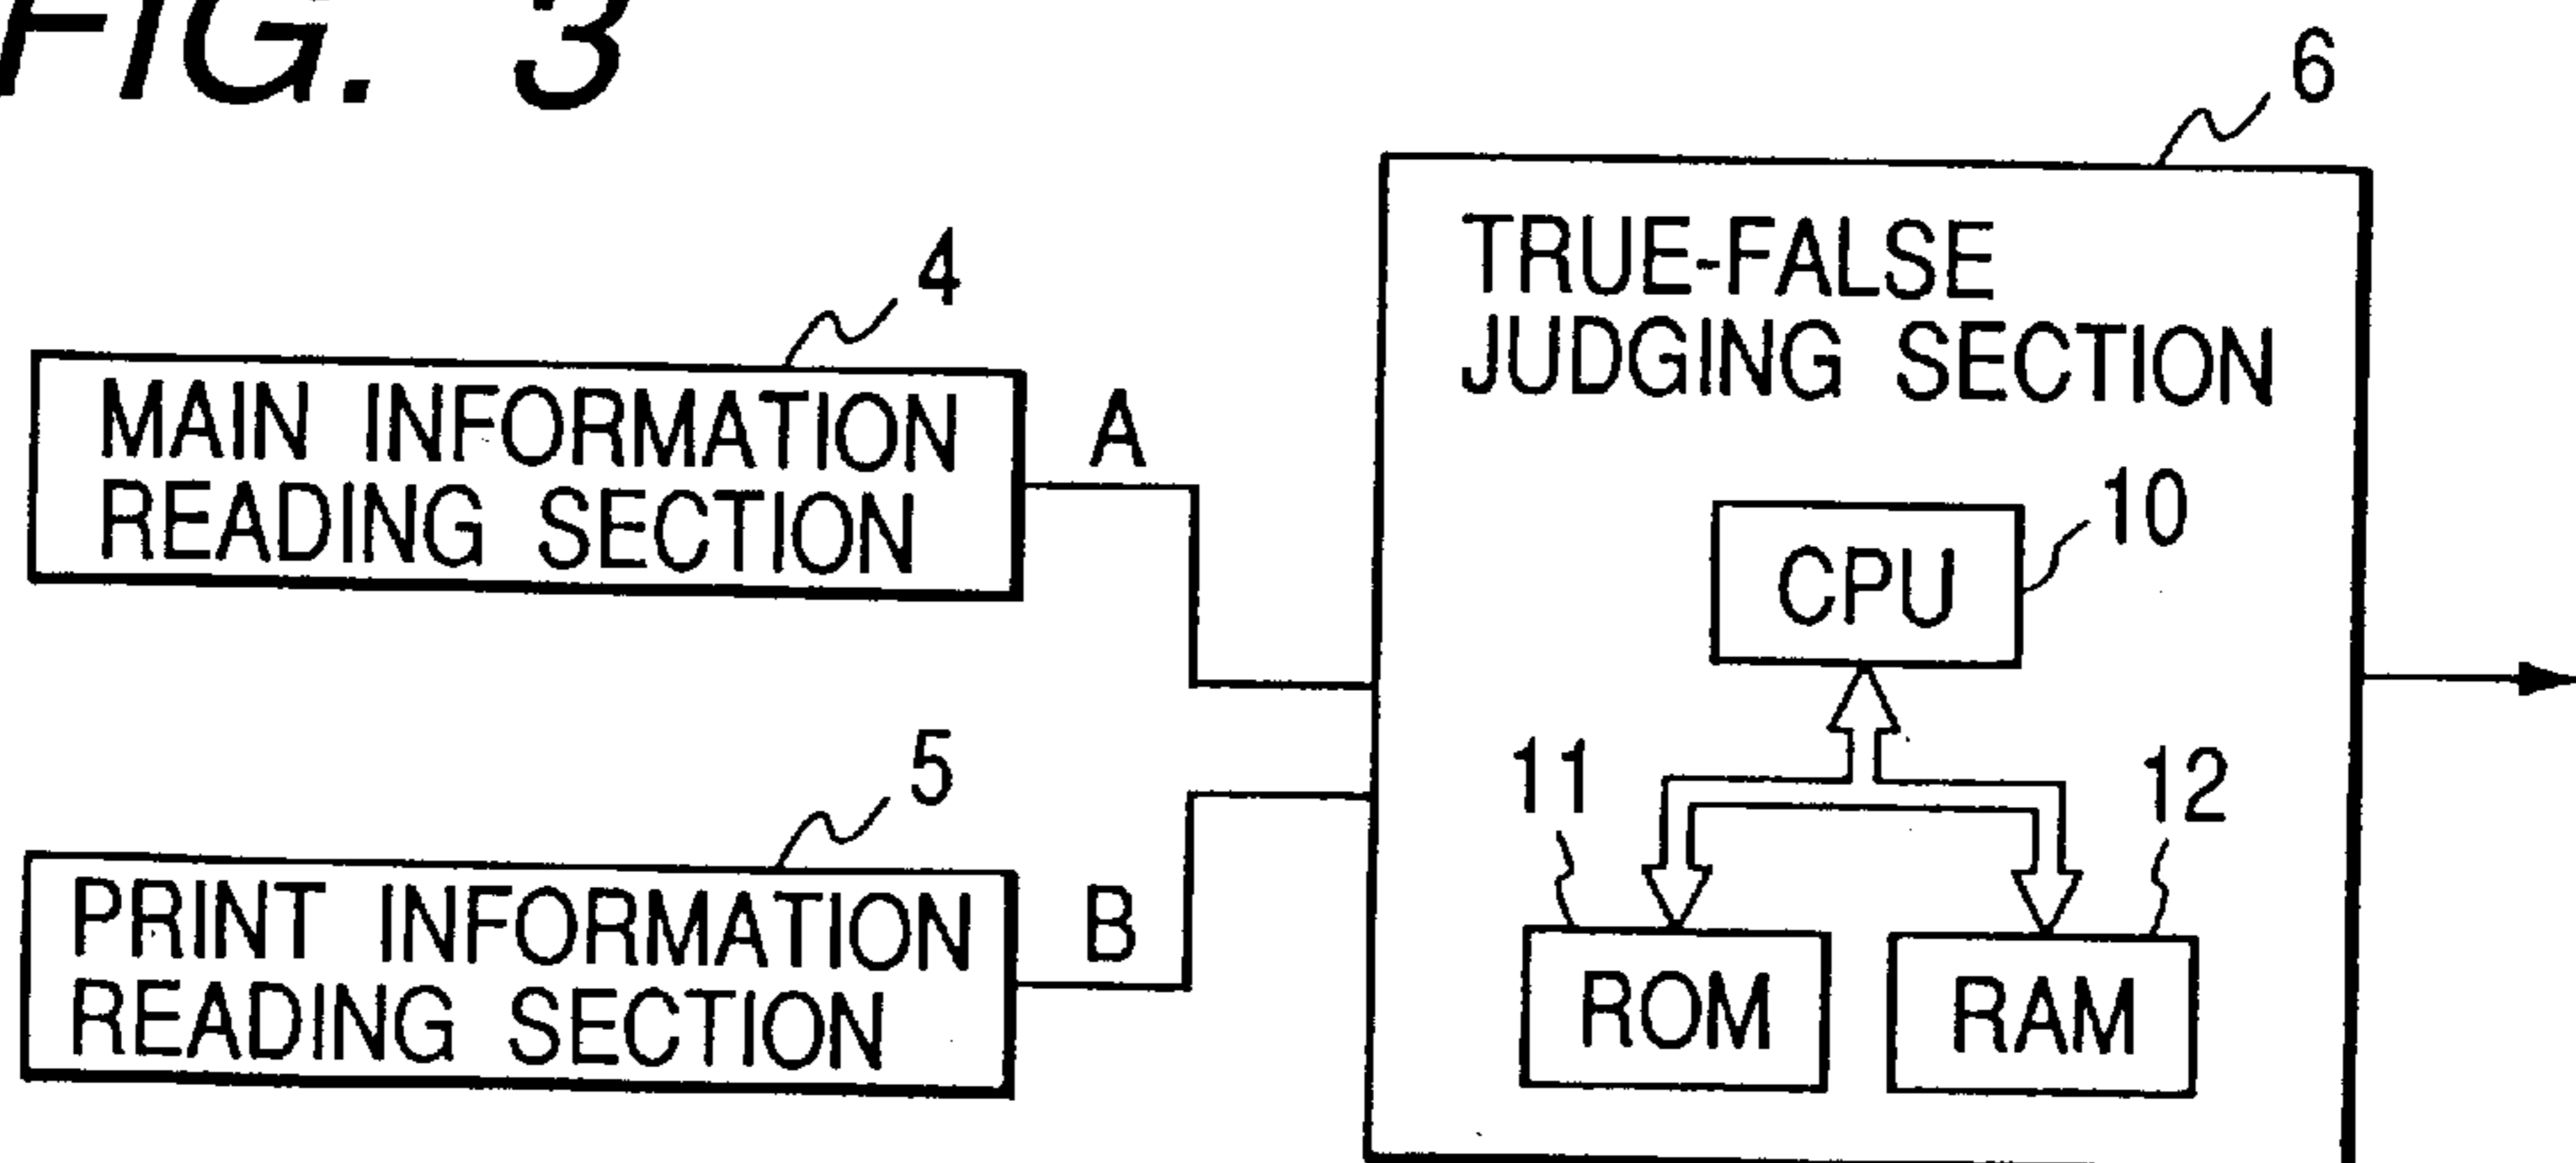 FIG. 3
6
TRUE-FALSE
JUDGING SECTION
4
MAIN INFORMATION
READING SECTION
A
10
CPU
5
PRINT INFORMATION
READING SECTION
B
11
12
ROM
RAM